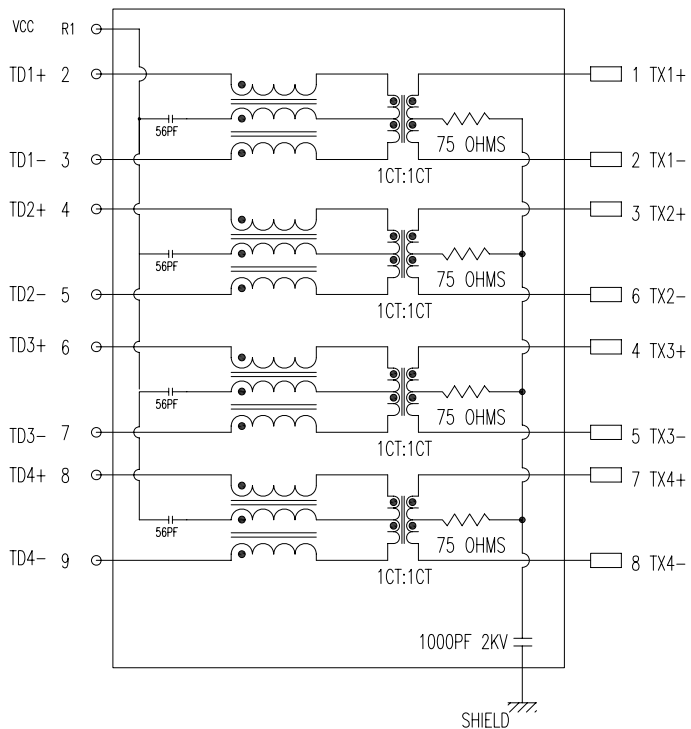 VCC R1
TD1+ 2
1 TX1+
56PF
75 OHMS
TD1- 3
2 TX1-
1CT:1CT
TD2+ 4
3 TX2+
56PF
75 OHMS
TD2- 5
6 TX2-
1CT:1CT
TD3+ 6
4 TX3+
56PF
75 OHMS
TD3- 7
5 TX3-
1CT:1CT
TD4+ 8
7 TX4+
56PF
75 OHMS
TD4- 9
8 TX4-
1CT:1CT
1000PF 2KV
SHIELD